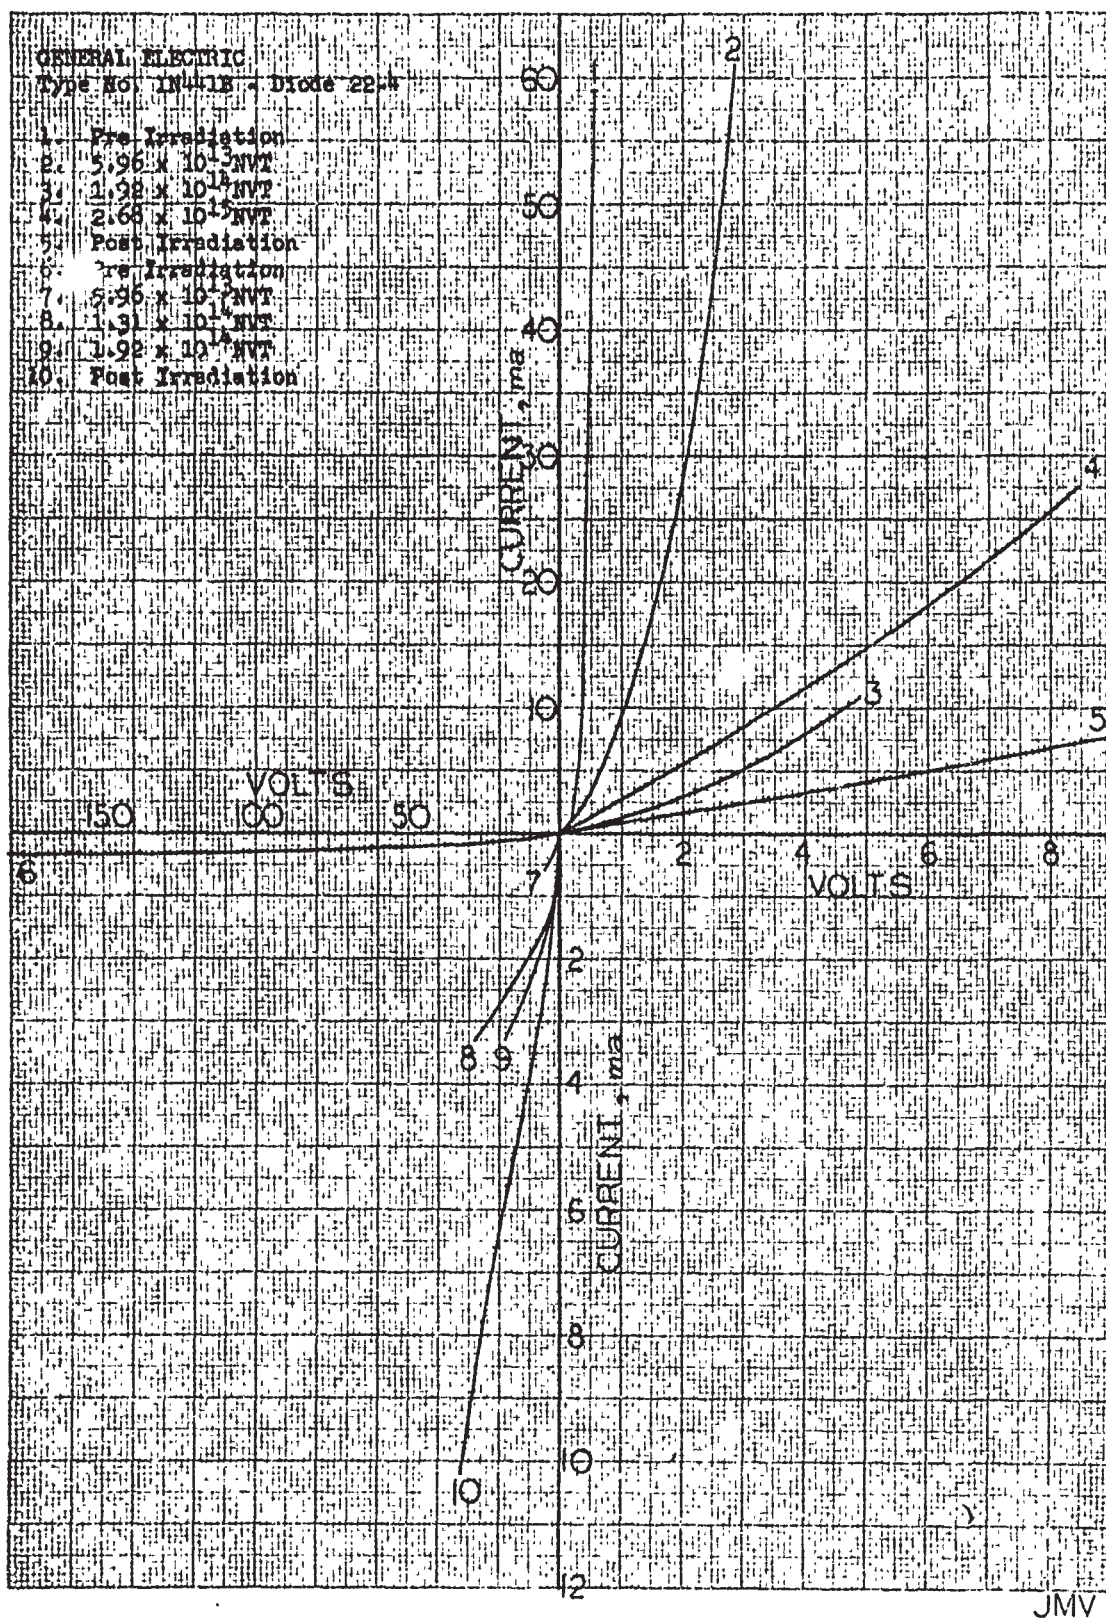 GENERAL ELECTRIC
Type No. 1N441B - Diode 22-4
1. Pre Irradiation
2. 5.96 x 10^13 NVT
3. 1.92 x 10^14 NVT
4. 2.68 x 10^15 NVT
5. Post Irradiation
6. Pre Irradiation
7. 5.96 x 10^13 NVT
8. 1.31 x 10^14 NVT
9. 1.92 x 10^14 NVT
10. Post Irradiation
1
2
60
50
40
30
20
10
CURRENT, ma
4
3
5
VOLTS
150 100 50
6
2 4 6 8
VOLTS
7
8 9
10
2
4
6
8
10
12
CURRENT, ma
JMV